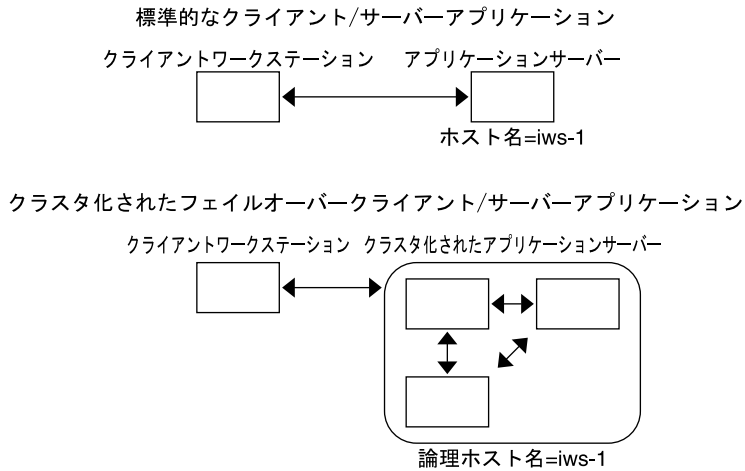 標準的なクライアント/サーバーアプリケーション
クライアントワークステーション
アプリケーションサーバー
ホスト名=iws-1
クラスタ化されたフェイルオーバークライアント/サーバーアプリケーション
クライアントワークステーション
クラスタ化されたアプリケーションサーバー
論理ホスト名=iws-1